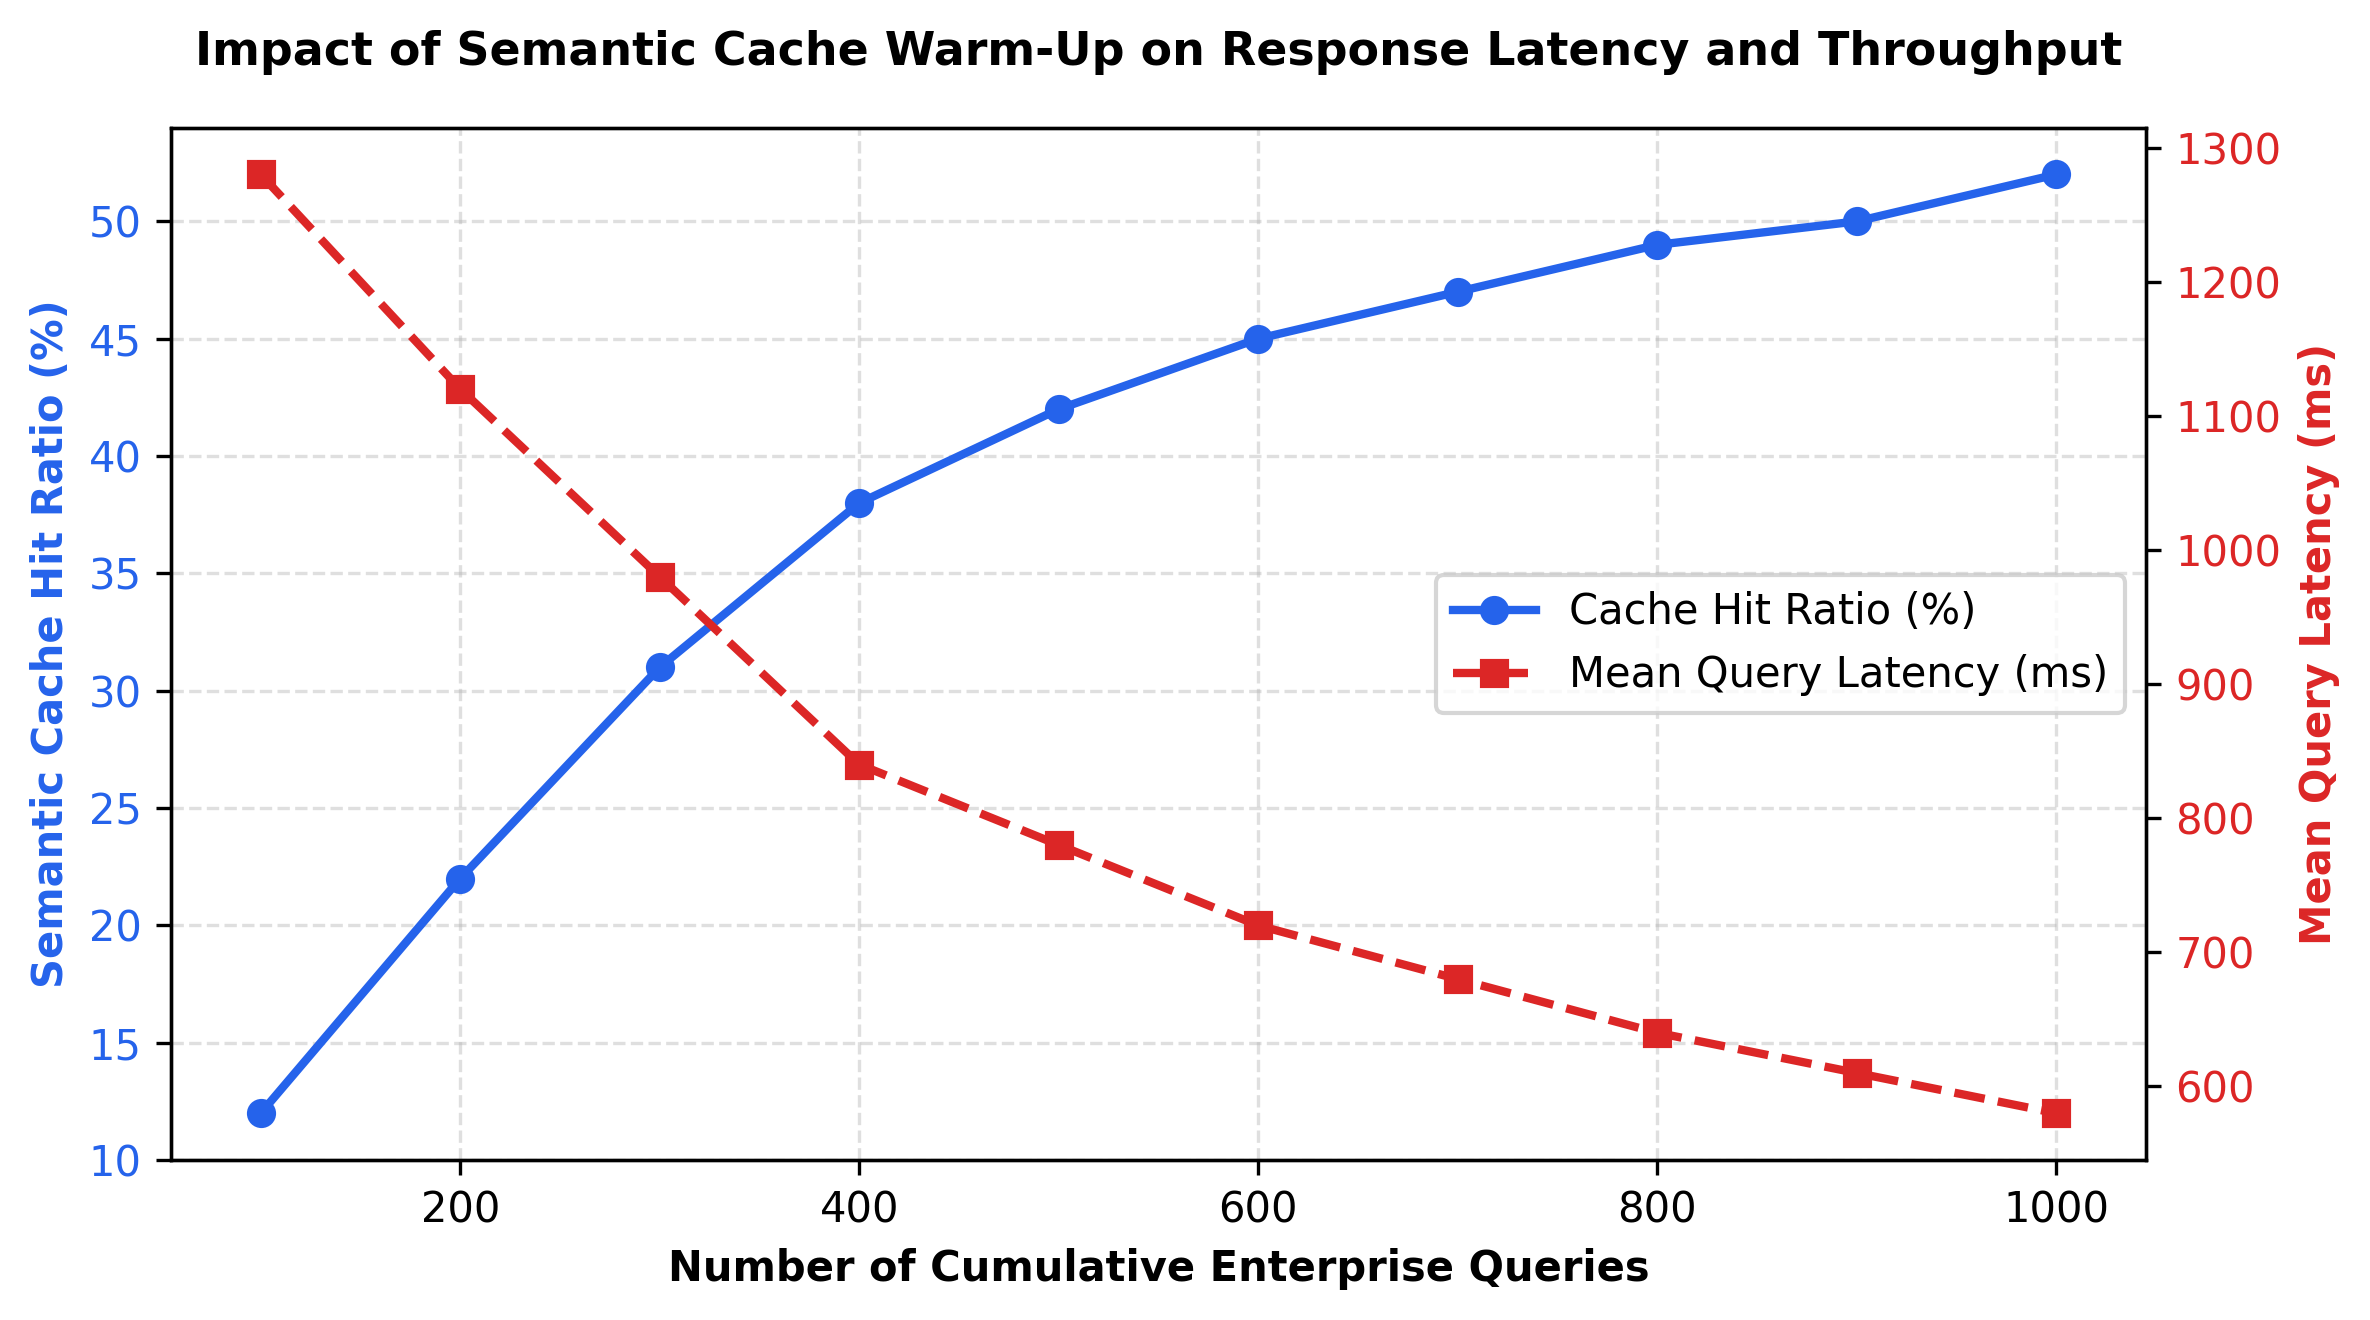 Impact of Semantic Cache Warm-Up on Response Latency and Throughput
Semantic Cache Hit Ratio (%)
50
45
40
35
30
25
20
15
10
1300
1200
1100
1000
900
800
700
600
Mean Query Latency (ms)
Cache Hit Ratio (%)
Mean Query Latency (ms)
200 400 600 800 1000
Number of Cumulative Enterprise Queries